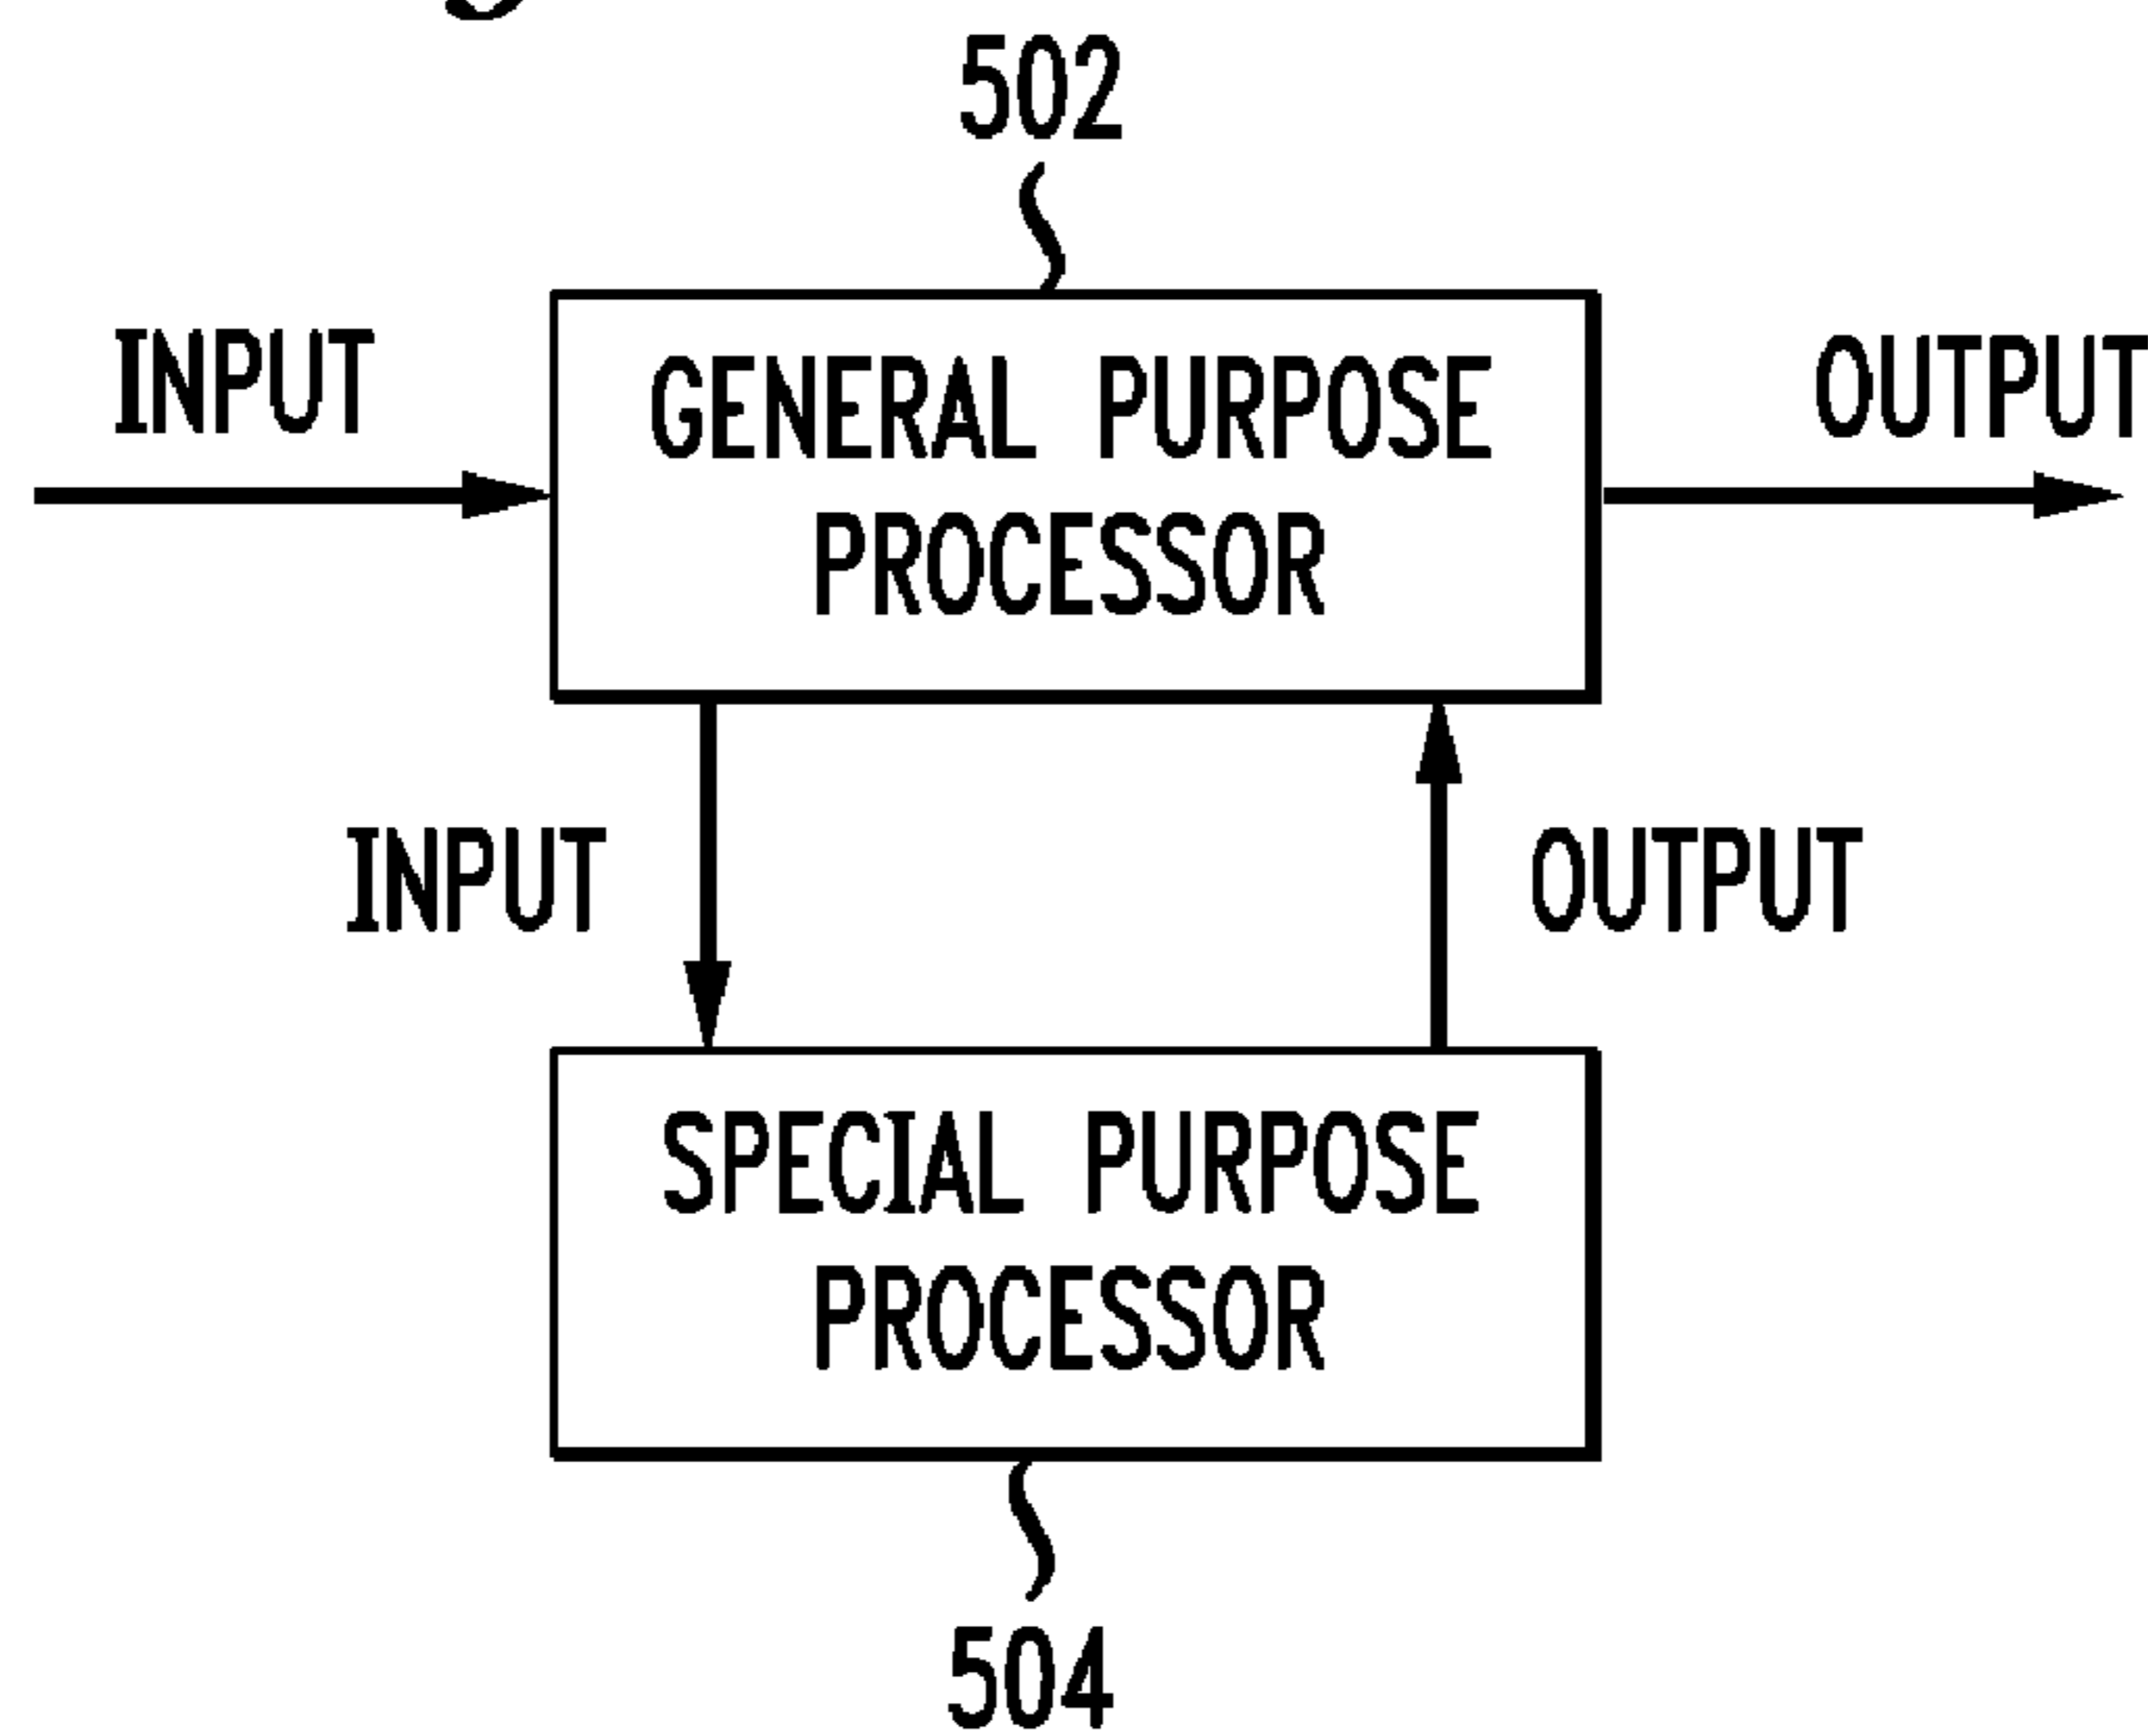 502
INPUT
GENERAL PURPOSE
PROCESSOR
OUTPUT
INPUT
OUTPUT
SPECIAL PURPOSE
PROCESSOR
504